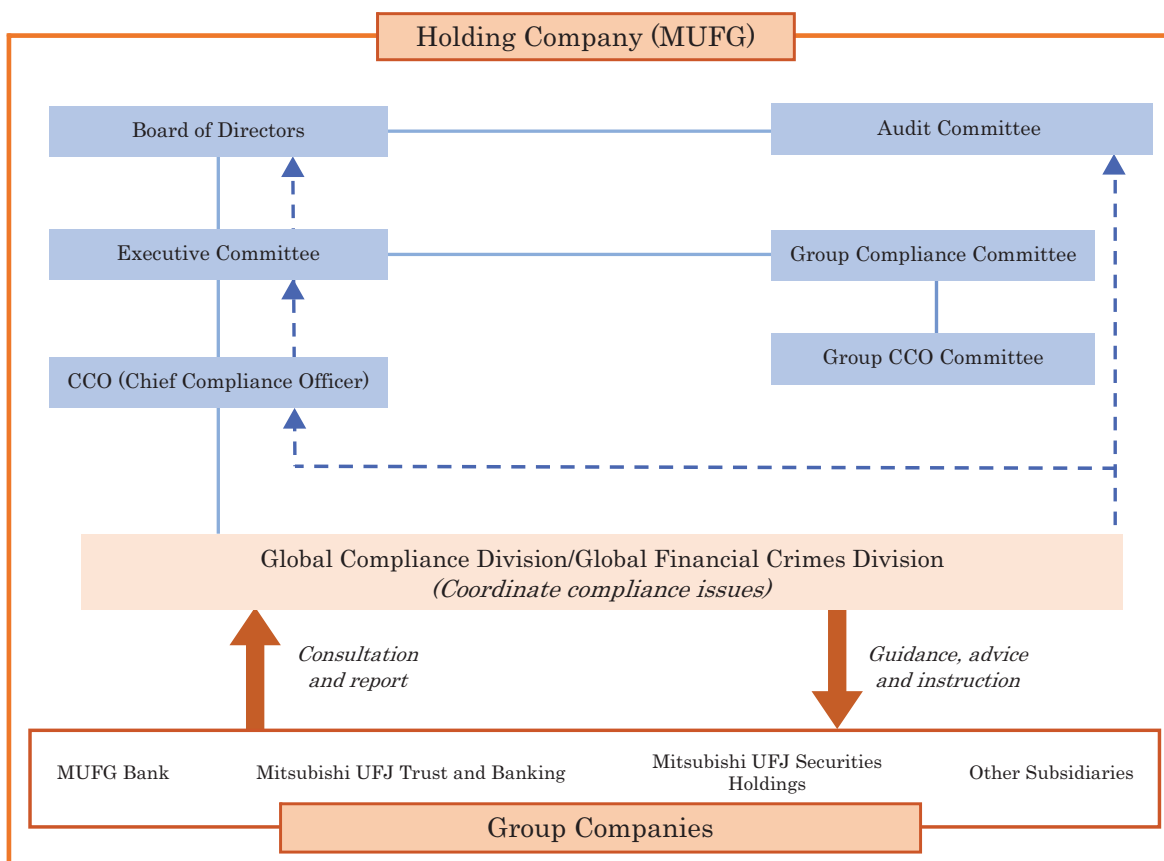 Holding Company (MUFG)
Board of Directors
Audit Committee
Executive Committee
Group Compliance Committee
CCO (Chief Compliance Officer)
Group CCO Committee
Global Compliance Division/Global Financial Crimes Division
(Coordinate compliance issues)
Consultation
and report
Guidance, advice
and instruction
MUFG Bank
Mitsubishi UFJ Trust and Banking
Mitsubishi UFJ Securities
Holdings
Other Subsidiaries
Group Companies